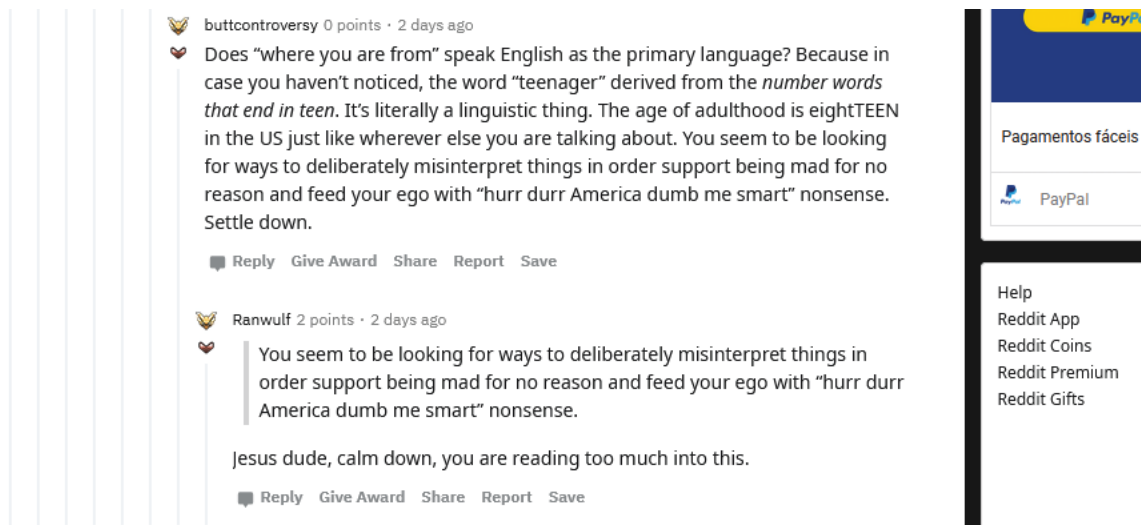 buttcontroversy 0 points · 2 days ago
Does “where you are from” speak English as the primary language? Because in
case you haven’t noticed, the word “teenager” derived from the number words
that end in teen. It’s literally a linguistic thing. The age of adulthood is eightTEEN
in the US just like wherever else you are talking about. You seem to be looking
for ways to deliberately misinterpret things in order support being mad for no
reason and feed your ego with “hurr durr America dumb me smart” nonsense.
Settle down.
Reply Give Award Share Report Save
Ranwulf 2 points · 2 days ago
You seem to be looking for ways to deliberately misinterpret things in
order support being mad for no reason and feed your ego with “hurr durr
America dumb me smart” nonsense.
Jesus dude, calm down, you are reading too much into this.
Reply Give Award Share Report Save
Pagamentos fáceis
PayPal
PayPal
Help
Reddit App
Reddit Coins
Reddit Premium
Reddit Gifts